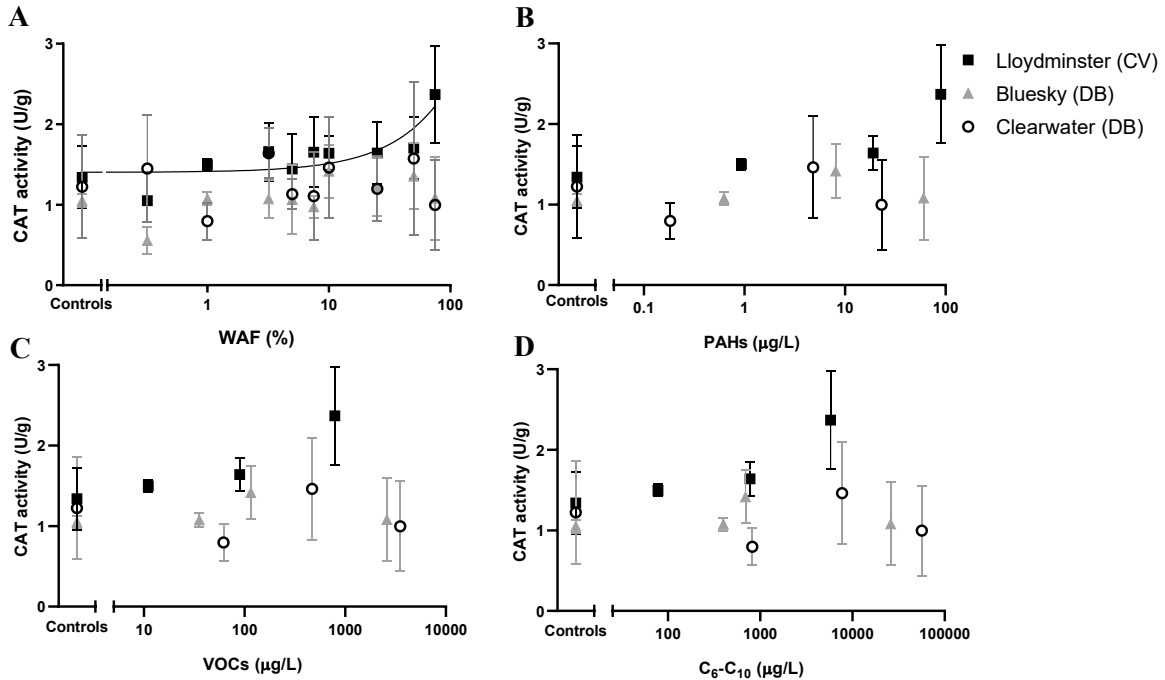 A
CAT activity (U/g)
3
2
1
0
Controls
1
10
100
WAF (%)
B
CAT activity (U/g)
3
2
1
0
Controls
0.1
1
10
100
PAHs (μg/L)
Lloydminster (CV)
Bluesky (DB)
Clearwater (DB)
C
CAT activity (U/g)
3
2
1
0
Controls
10
100
1000
10000
VOCs (μg/L)
D
CAT activity (U/g)
3
2
1
0
Controls
100
1000
10000
100000
C₆-C₁₀ (μg/L)